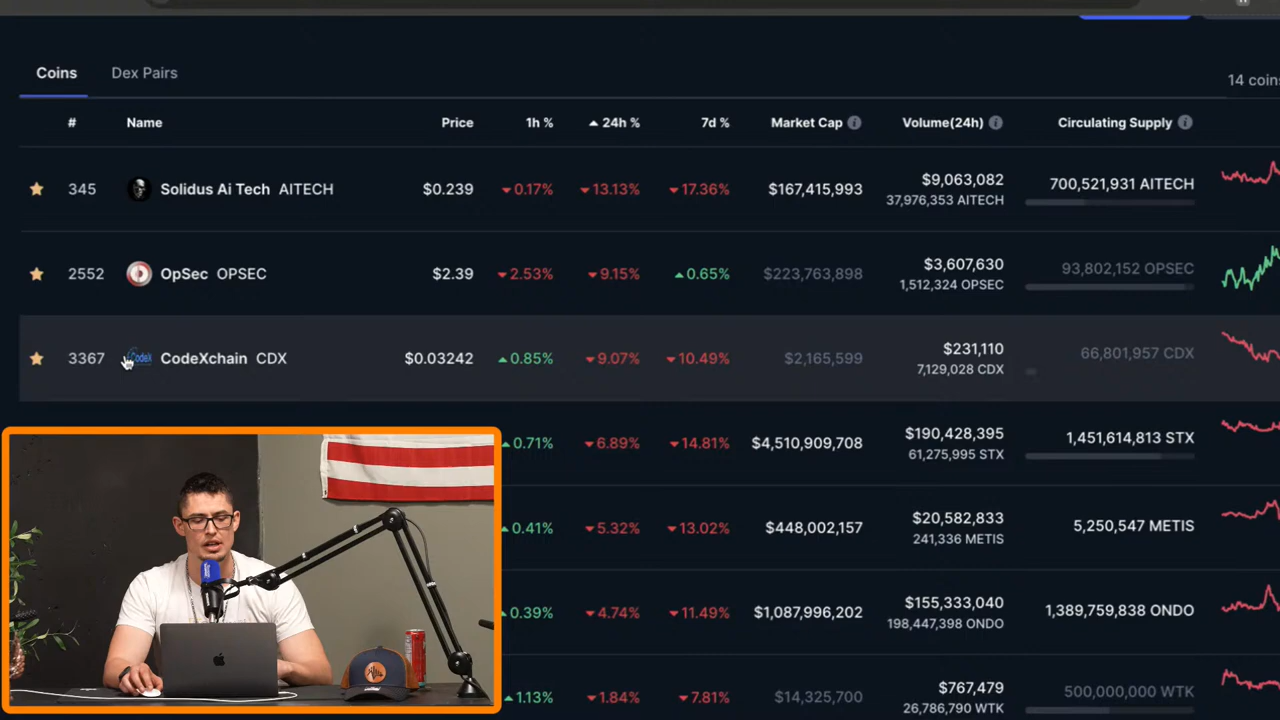 Coins Dex Pairs
14 coins
# Name Price 1h % 24h % 7d % Market Cap Volume(24h) Circulating Supply
345 Solidus Ai Tech AITECH $0.239 0.17% 13.13% 17.36% $167,415,993 $9,063,082 700,521,931 AITECH
37,976,353 AITECH
2552 OpSec OPSEC $2.39 2.53% 9.15% 0.65% $223,763,898 $3,607,630 93,802,152 OPSEC
1,512,324 OPSEC
3367 CodeX CodeXchain CDX $0.03242 0.85% 9.07% 10.49% $2,165,599 $231,110 66,801,957 CDX
7,129,028 CDX
0.71% 6.89% 14.81% $4,510,909,708 $190,428,395 1,451,614,813 STX
61,275,995 STX
0.41% 5.32% 13.02% $448,002,157 $20,582,833 5,250,547 METIS
241,336 METIS
0.39% 4.74% 11.49% $1,087,996,202 $155,333,040 1,389,759,838 ONDO
198,447,398 ONDO
1.13% 1.84% 7.81% $14,325,700 $767,479 500,000,000 WTK
26,786,790 WTK